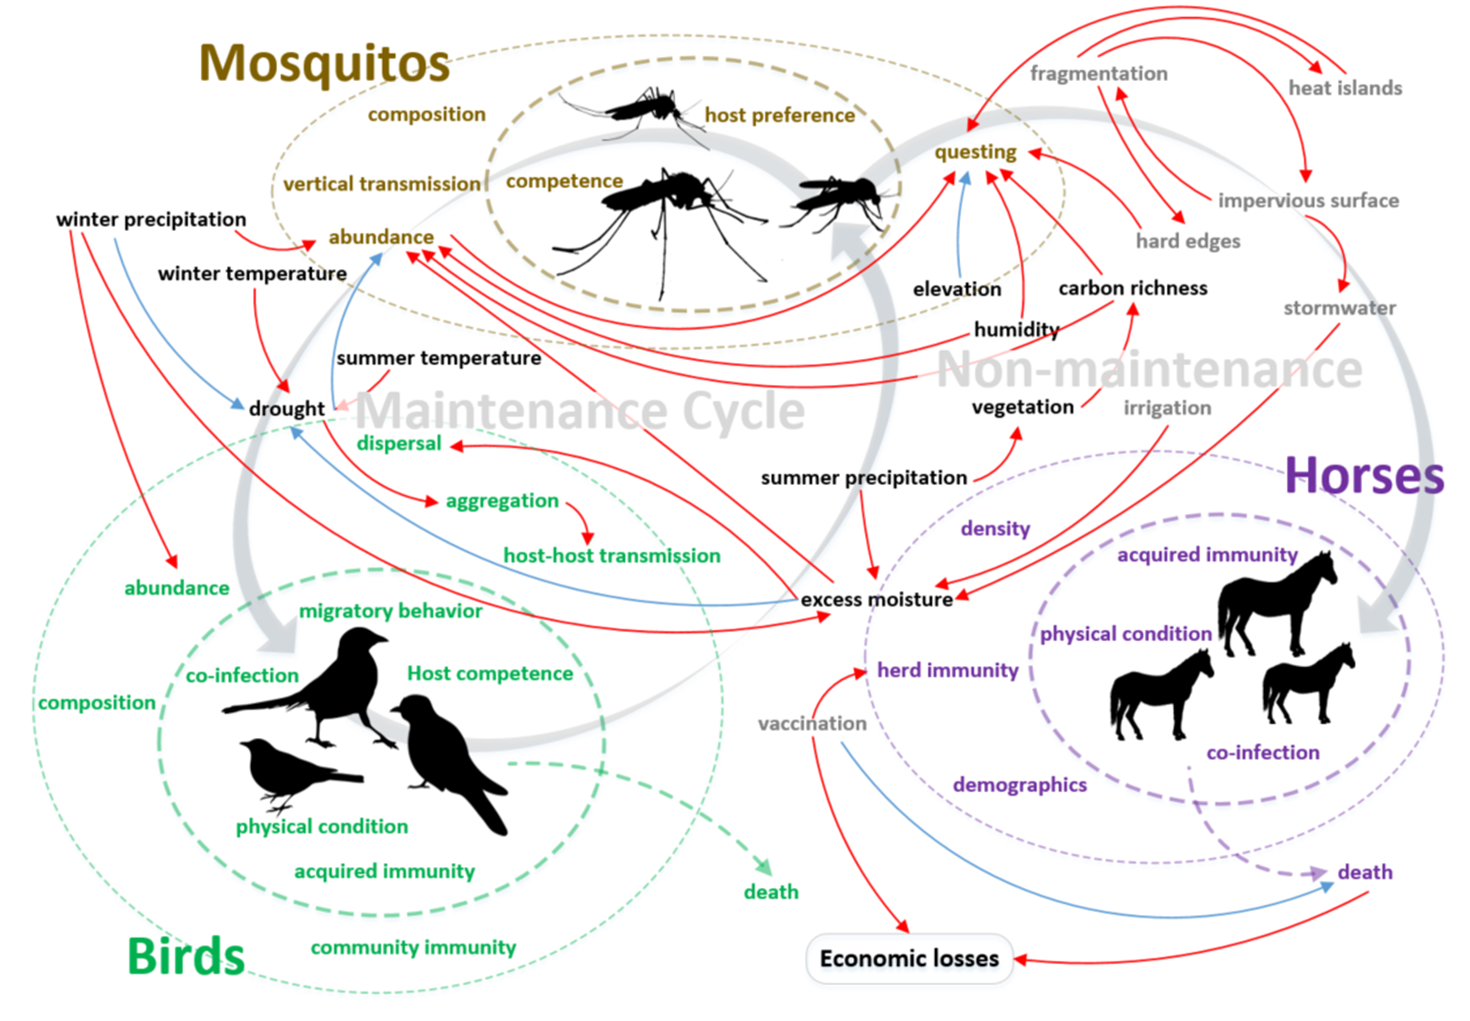 Mosquitos
composition
host preference
vertical transmission
competence
abundance
questing
fragmentation
heat islands
impervious surface
hard edges
stormwater
winter precipitation
winter temperature
elevation
carbon richness
humidity
summer temperature
Non-maintenance
drought
Maintenance Cycle
vegetation
irrigation
dispersal
summer precipitation
Horses
aggregation
density
host-host transmission
acquired immunity
abundance
excess moisture
migratory behavior
physical condition
co-infection
Host competence
herd immunity
composition
vaccination
co-infection
demographics
physical condition
acquired immunity
death
death
Birds
community immunity
Economic losses